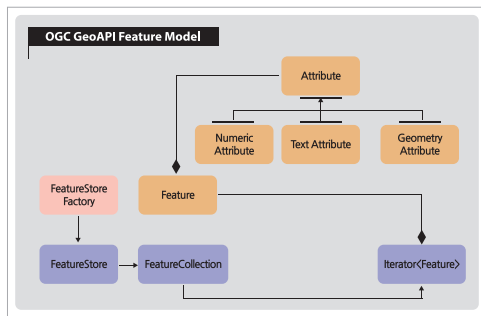 OGC GeoAPI Feature Model
Attribute
Numeric
Attribute
Text Attribute
Geometry
Attribute
FeatureStore
Factory
Feature
FeatureStore
FeatureCollection
Iterator<Feature>